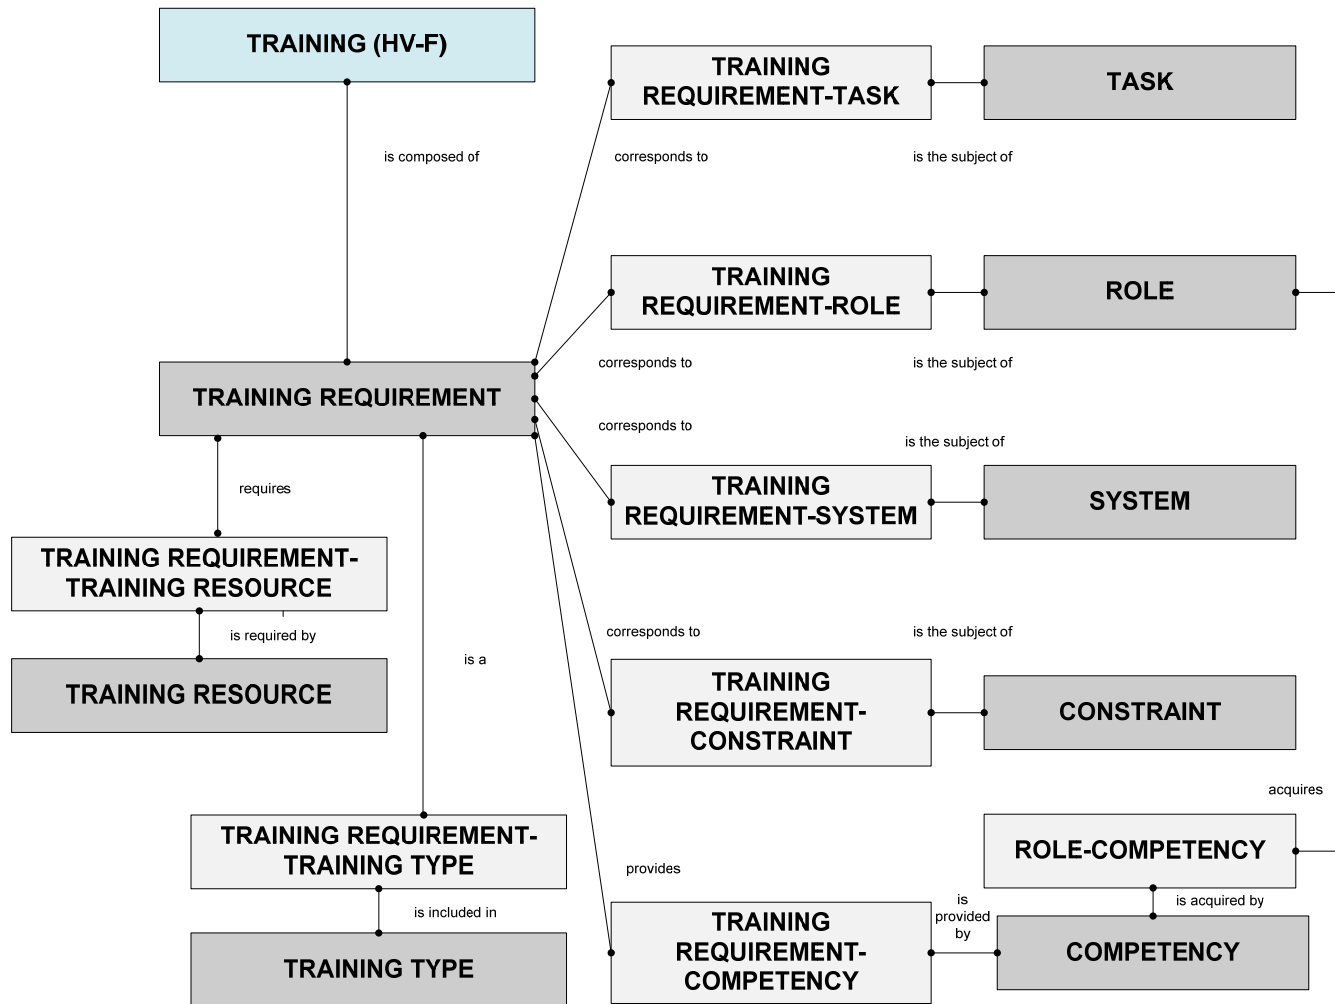 TRAINING (HV-F)
is composed of
TRAINING
REQUIREMENT-TASK
TASK
corresponds to
is the subject of
TRAINING
REQUIREMENT-ROLE
ROLE
corresponds to
is the subject of
TRAINING REQUIREMENT
corresponds to
is the subject of
TRAINING
REQUIREMENT-SYSTEM
SYSTEM
requires
TRAINING REQUIREMENT-
TRAINING RESOURCE
is required by
TRAINING RESOURCE
is a
corresponds to
is the subject of
TRAINING
REQUIREMENT-
CONSTRAINT
CONSTRAINT
acquires
TRAINING REQUIREMENT-
TRAINING TYPE
is included in
TRAINING TYPE
provides
ROLE-COMPETENCY
is acquired by
TRAINING
REQUIREMENT-
COMPETENCY
is
provided
by
COMPETENCY